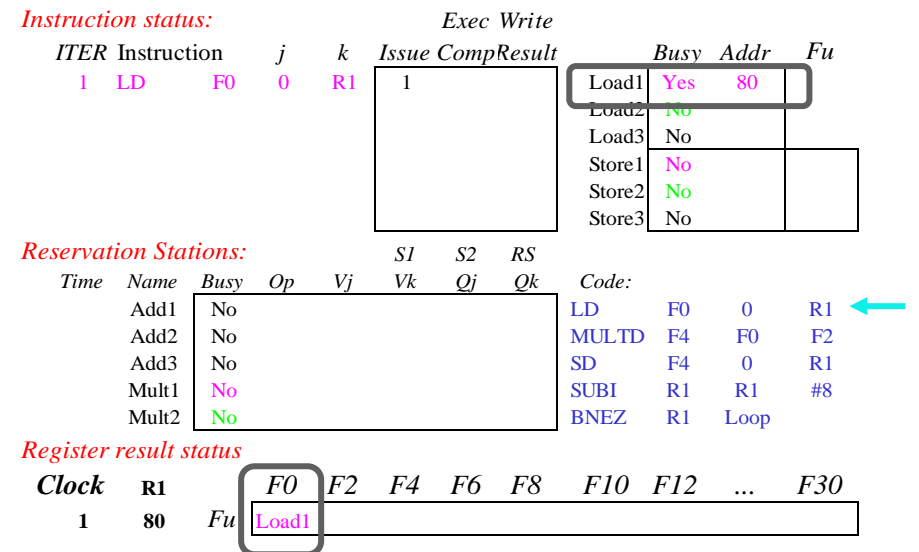 Instruction status: Exec Write
ITER Instruction j k Issue Comp Result Busy Addr Fu
1 LD F0 0 R1 1 Load1 Yes 80
Load2 No
Load3 No
Store1 No
Store2 No
Store3 No
Reservation Stations: S1 S2 RS
Time Name Busy Op Vj Vk Qj Qk Code:
Add1 No LD F0 0 R1
Add2 No MULTD F4 F0 F2
Add3 No SD F4 0 R1
Mult1 No SUBI R1 R1 #8
Mult2 No BNEZ R1 Loop
Register result status
Clock R1 F0 F2 F4 F6 F8 F10 F12 ... F30
1 80 Fu Load1